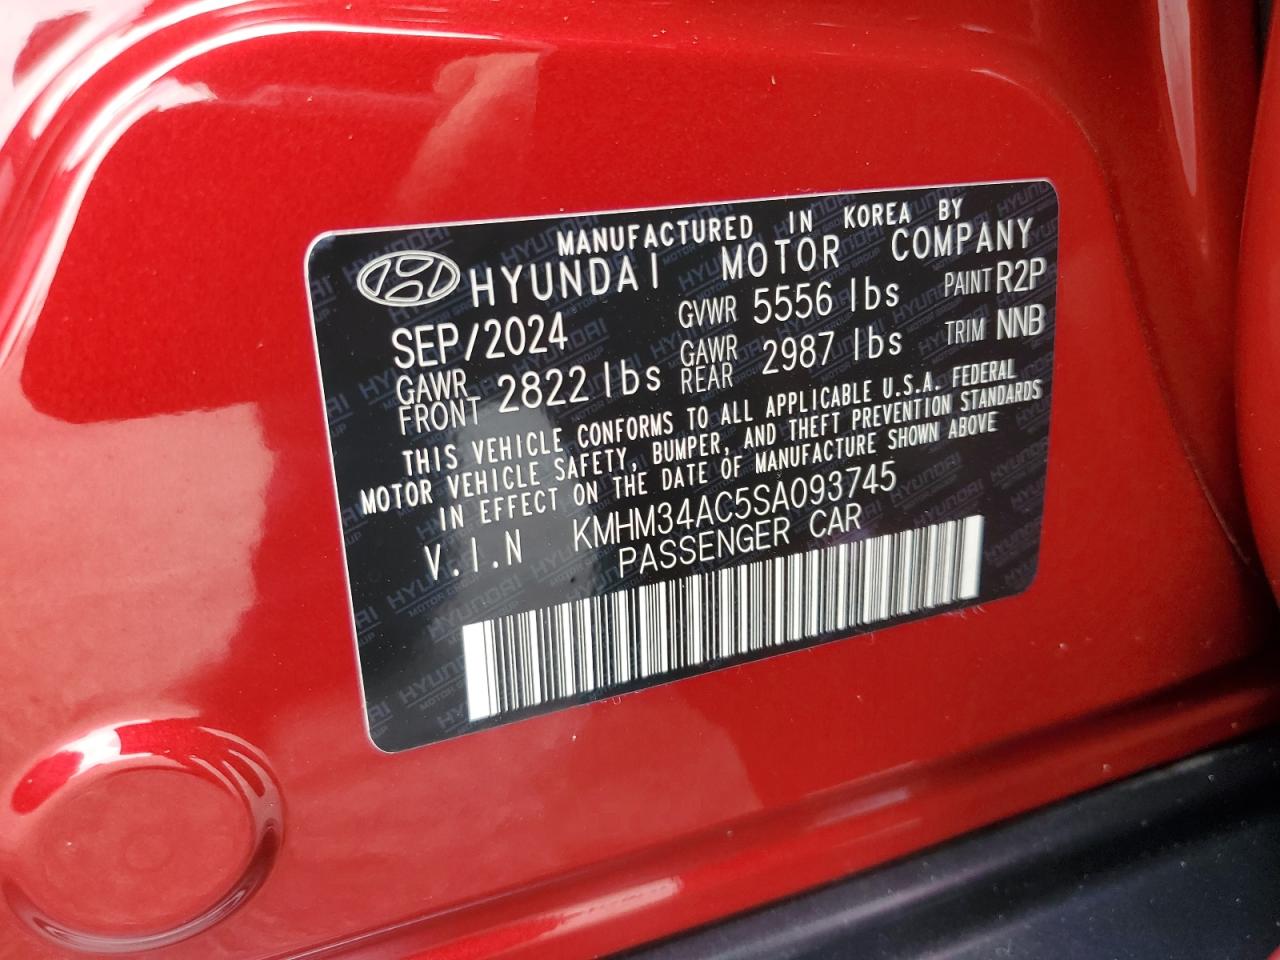 MANUFACTURED IN KOREA BY
HYUNDAI MOTOR COMPANY
SEP/2024 GVWR 5556 lbs PAINT R2P
GAWR FRONT 2822 lbs GAWR REAR 2987 lbs TRIM NNB
THIS VEHICLE CONFORMS TO ALL APPLICABLE U.S.A. FEDERAL
MOTOR VEHICLE SAFETY, BUMPER, AND THEFT PREVENTION STANDARDS
IN EFFECT ON THE DATE OF MANUFACTURE SHOWN ABOVE
V.I.N KMHM34AC5SA093745
PASSENGER CAR